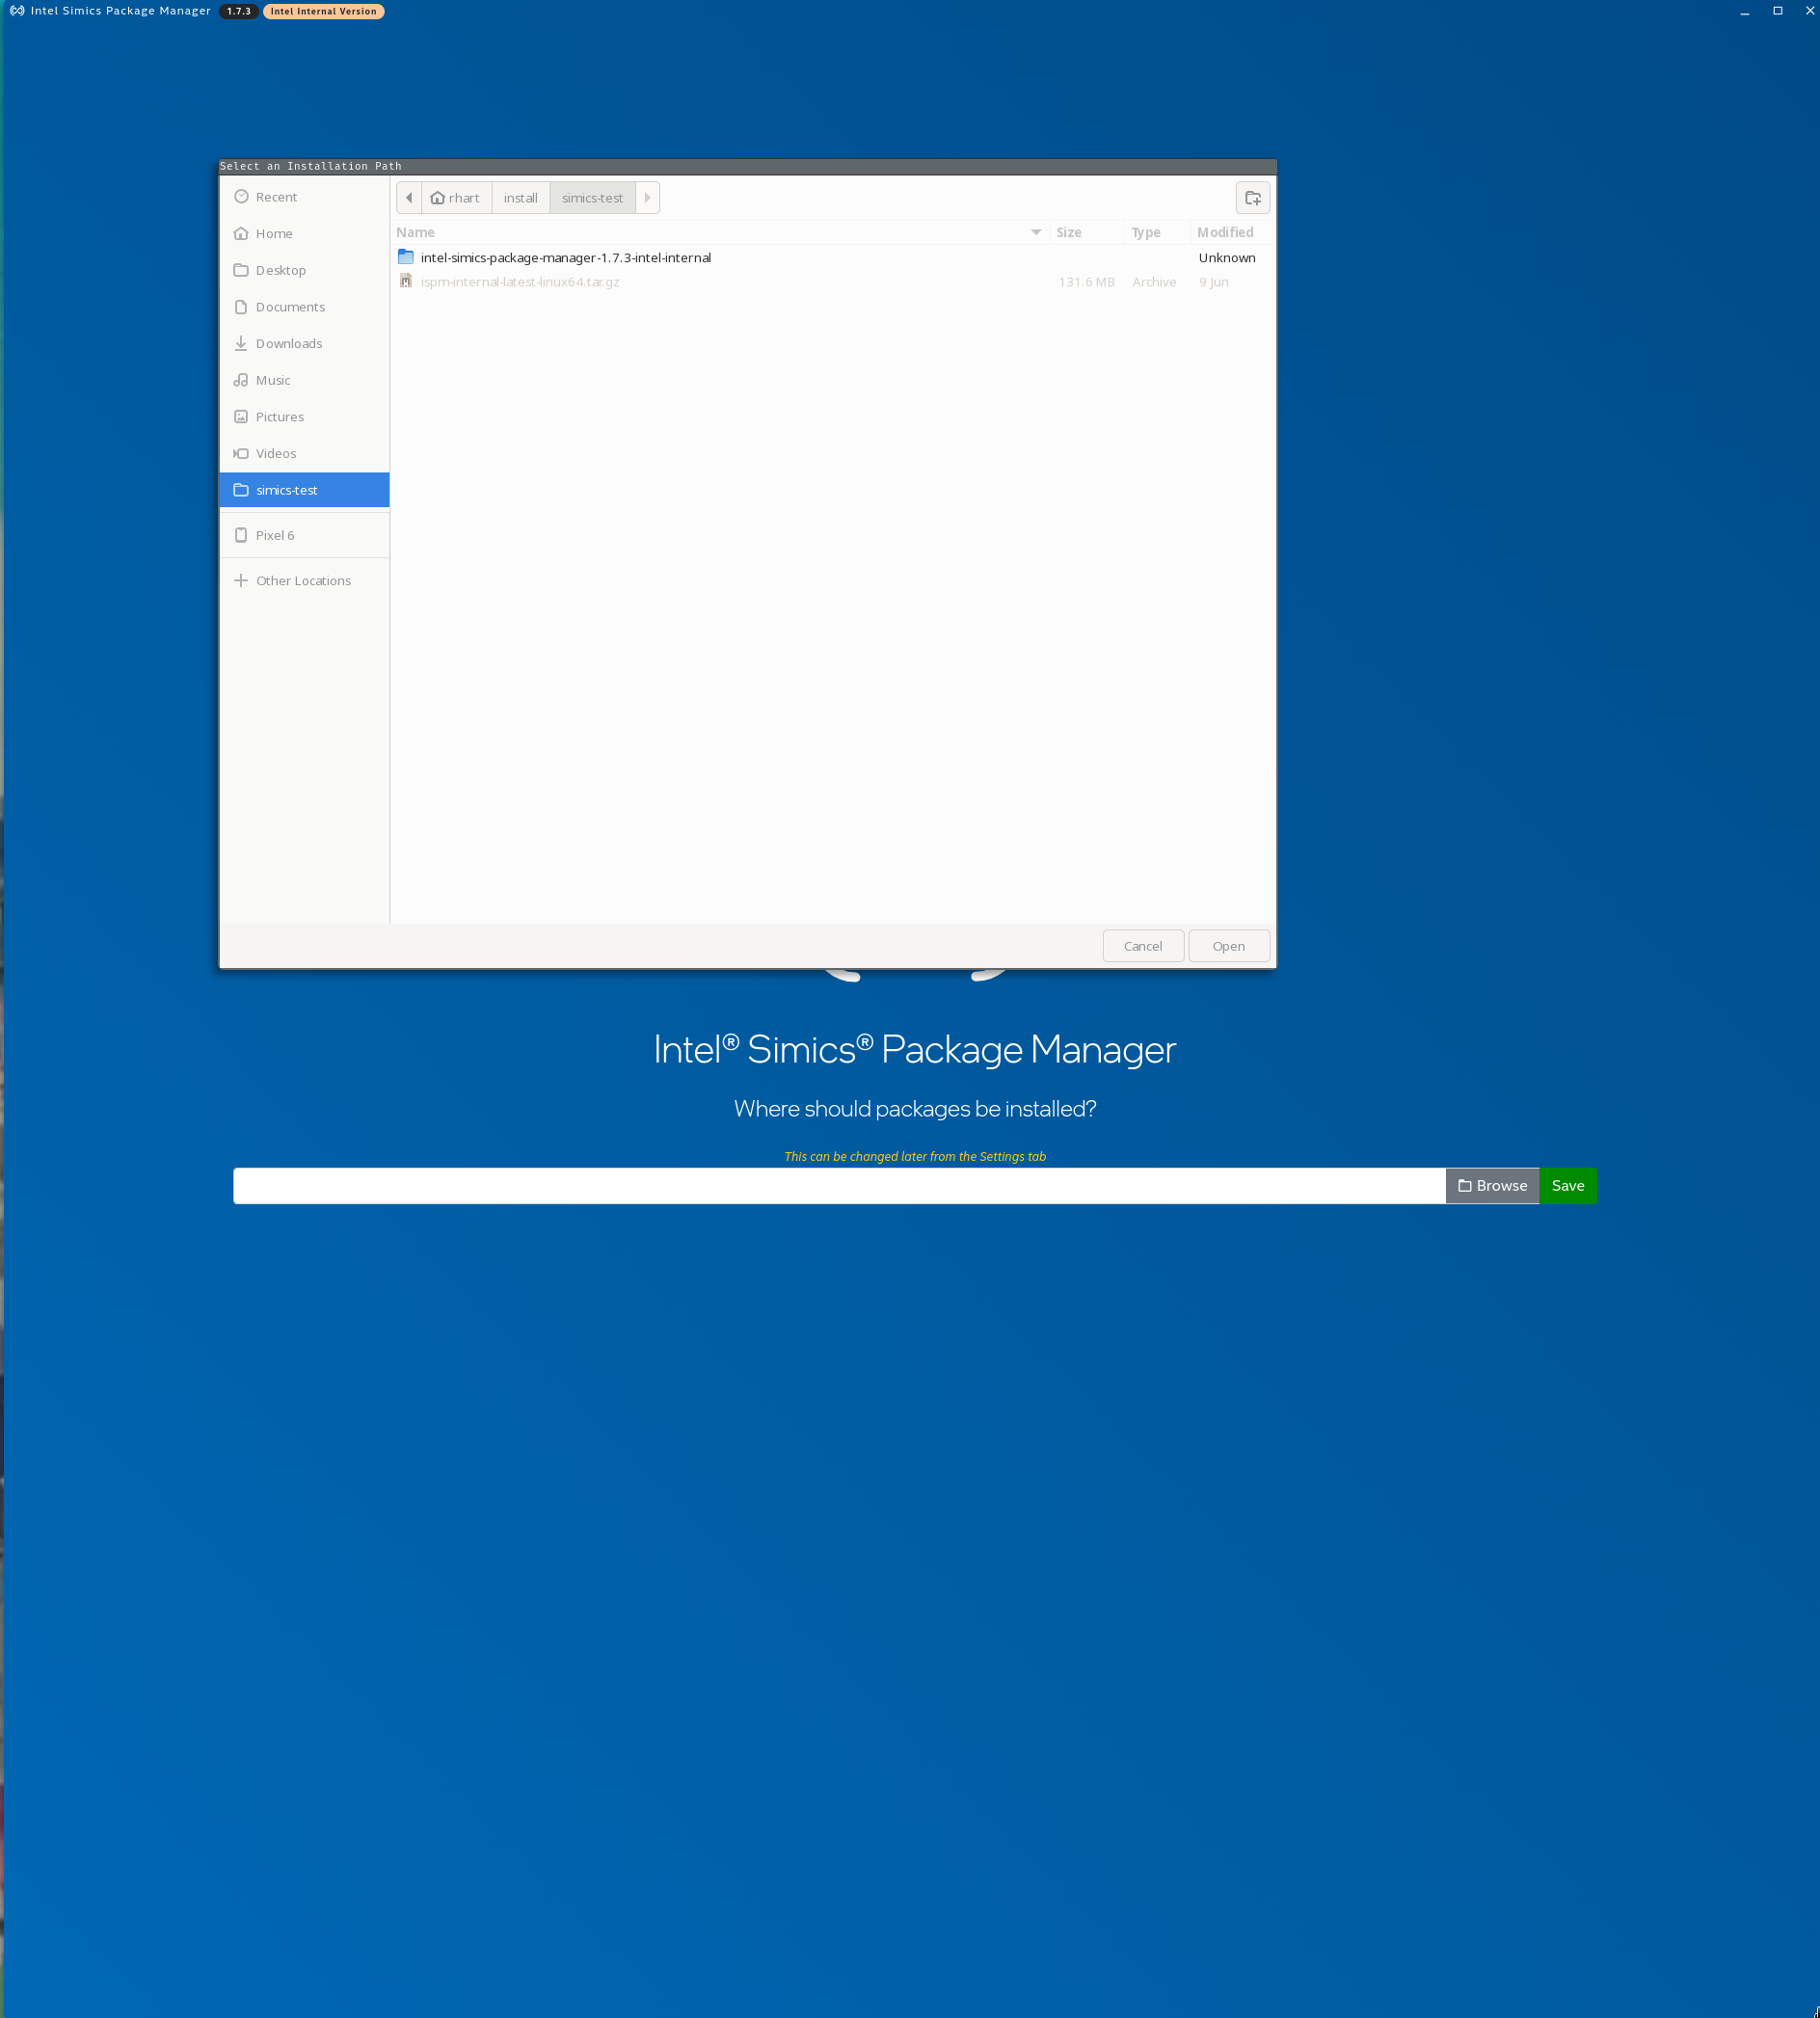 Intel Simics Package Manager 1.7.3 Intel Internal Version
Select an Installation Path
Recent
Home
Desktop
Documents
Downloads
Music
Pictures
Videos
simics-test
Pixel 6
Other Locations
rhart install simics-test
Name Size Type Modified
intel-simics-package-manager-1.7.3-intel-internal Unknown
ispm-internal-latest-linux64.tar.gz 131.6 MB Archive 9 Jun
Cancel Open
Intel® Simics® Package Manager
Where should packages be installed?
This can be changed later from the Settings tab
Browse Save